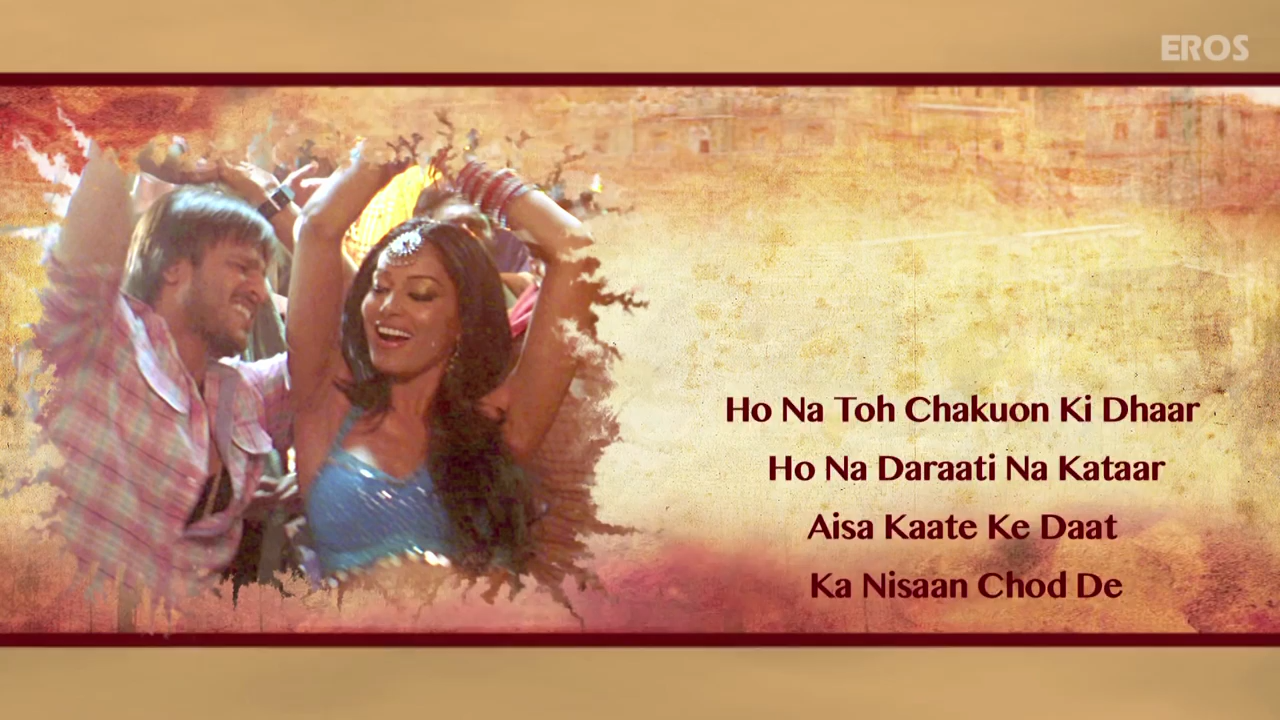 EROS
Ho Na Toh Chakuon Ki Dhaar
Ho Na Daraati Na Kataar
Aisa Kaate Ke Daat
Ka Nisaan Chod De